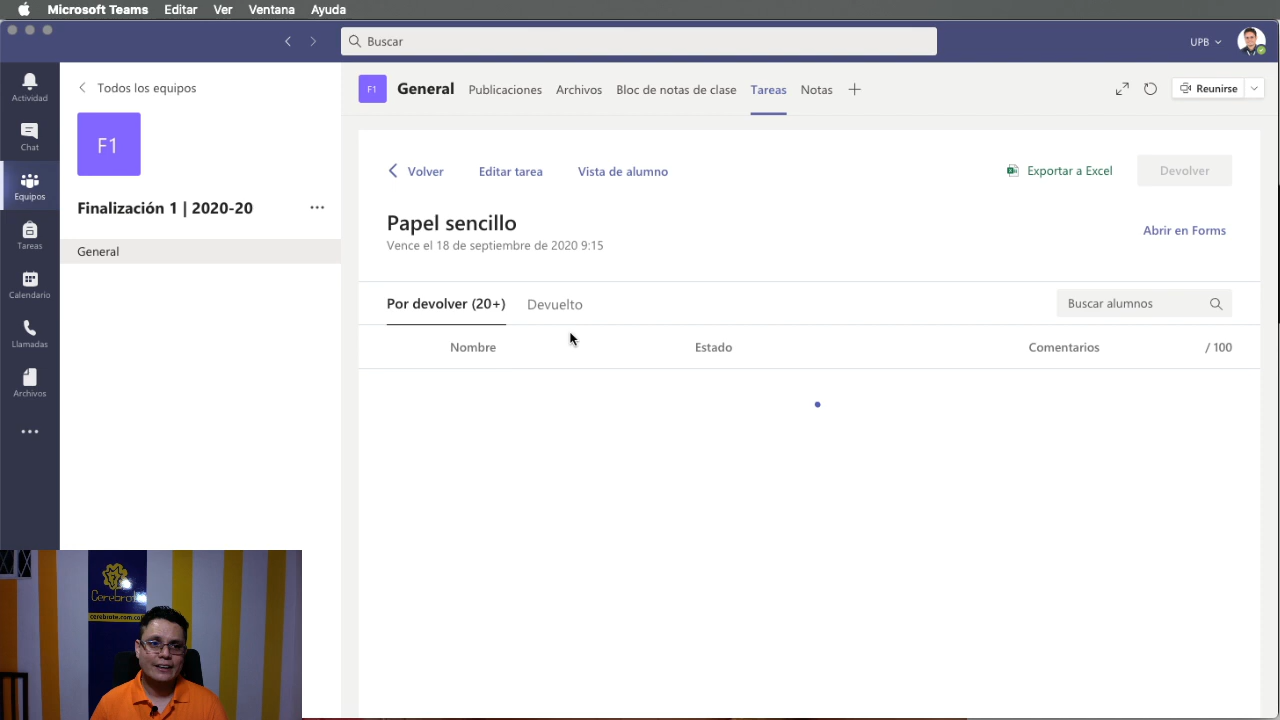 Microsoft Teams Editar Ver Ventana Ayuda
Buscar
UPB
Actividad
Chat
Equipos
Tareas
Calendario
Llamadas
Archivos
Todos los equipos
F1
Finalización 1 | 2020-20
General
F1 General Publicaciones Archivos Bloc de notas de clase Tareas Notas
Reunirse
Volver Editar tarea Vista de alumno Exportar a Excel Devolver
Papel sencillo
Vence el 18 de septiembre de 2020 9:15
Abrir en Forms
Por devolver (20+) Devuelto Buscar alumnos
Nombre Estado Comentarios / 100
cerebrote.com.co